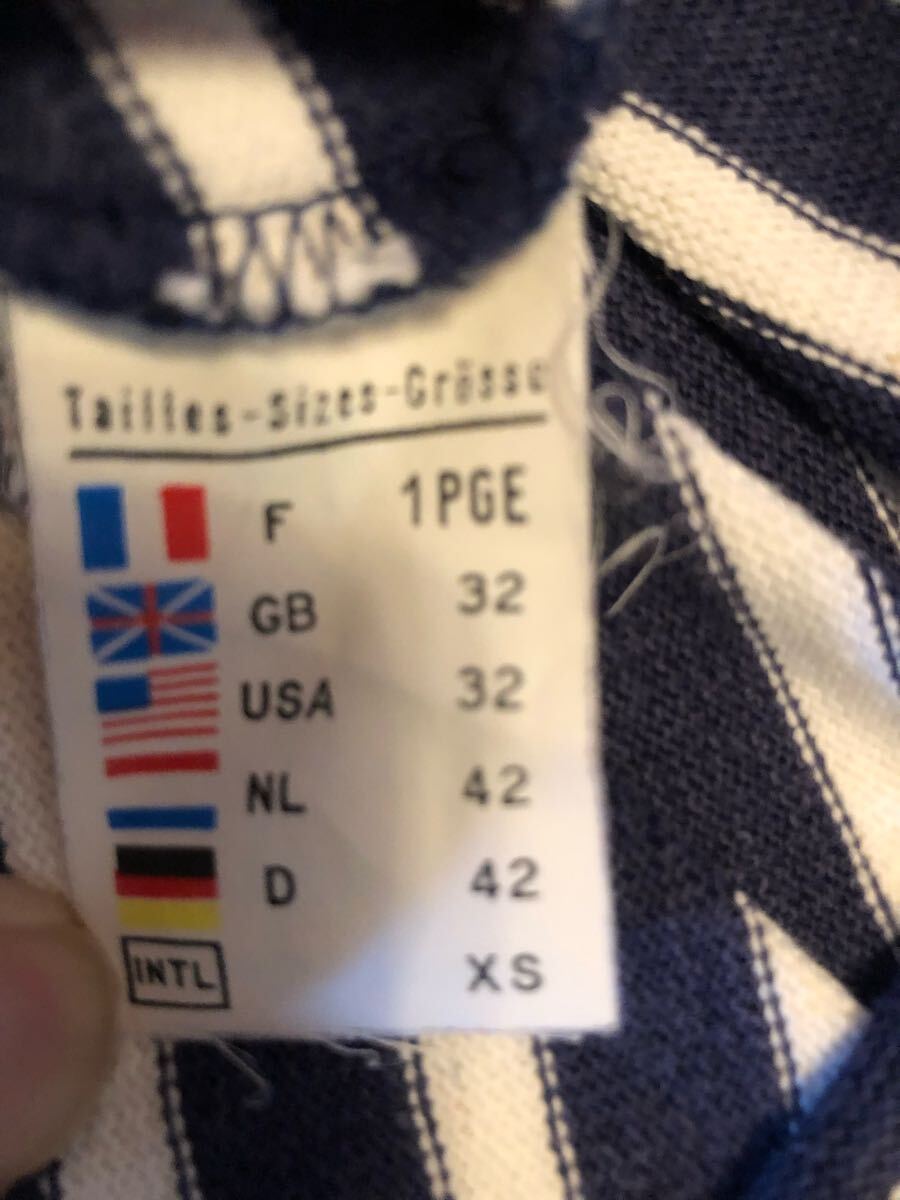 Tailles-Sizes-Grösse
F 1PGE
GB 32
USA 32
NL 42
D 42
INTL XS